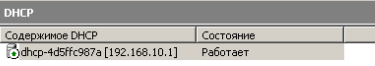 DHCP
Содержимое DHCP Состояние
dhcp-4d5ffc987a [192.168.10.1] Работает